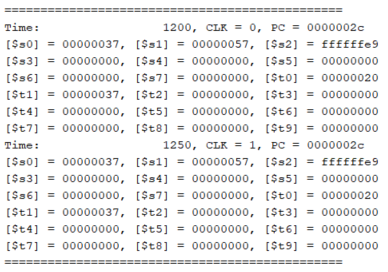 ================================================
Time:                 1200, CLK = 0, PC = 0000002c
[$s0] = 00000037, [$s1] = 00000057, [$s2] = ffffffe9
[$s3] = 00000000, [$s4] = 00000000, [$s5] = 00000000
[$s6] = 00000000, [$s7] = 00000000, [$t0] = 00000020
[$t1] = 00000037, [$t2] = 00000000, [$t3] = 00000000
[$t4] = 00000000, [$t5] = 00000000, [$t6] = 00000000
[$t7] = 00000000, [$t8] = 00000000, [$t9] = 00000000
Time:                 1250, CLK = 1, PC = 0000002c
[$s0] = 00000037, [$s1] = 00000057, [$s2] = ffffffe9
[$s3] = 00000000, [$s4] = 00000000, [$s5] = 00000000
[$s6] = 00000000, [$s7] = 00000000, [$t0] = 00000020
[$t1] = 00000037, [$t2] = 00000000, [$t3] = 00000000
[$t4] = 00000000, [$t5] = 00000000, [$t6] = 00000000
[$t7] = 00000000, [$t8] = 00000000, [$t9] = 00000000
================================================